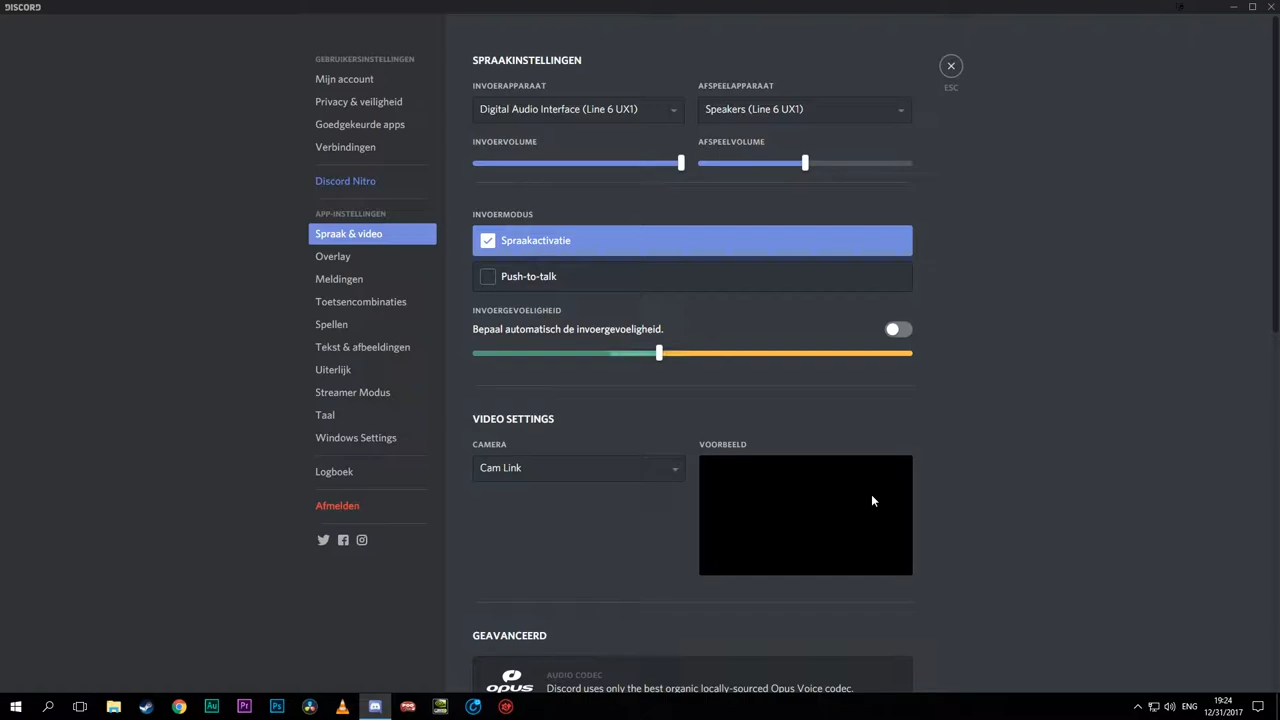 DISCORD
GEBRUIKERSINSTELLINGEN
Mijn account
Privacy & veiligheid
Goedgekeurde apps
Verbindingen
Discord Nitro
APP-INSTELLINGEN
Spraak & video
Overlay
Meldingen
Toetsencombinaties
Spellen
Tekst & afbeeldingen
Uiterlijk
Streamer Modus
Taal
Windows Settings
Logboek
Afmelden
SPRAAKINSTELLINGEN
ESC
INVOERAPPARAAT
AFSPEELAPPARAAT
Digital Audio Interface (Line 6 UX1)
Speakers (Line 6 UX1)
INVOERVOLUME
AFSPEELVOLUME
INVOERMODUS
Spraakactivatie
Push-to-talk
INVOERGEVOELIGHEID
Bepaal automatisch de invoergevoeligheid.
VIDEO SETTINGS
CAMERA
VOORBEELD
Cam Link
GEAVANCEERD
opus
AUDIO CODEC
Discord uses only the best organic locally-sourced Opus Voice codec.
Au
Pr
Ps
ENG
19:24
12/31/2017